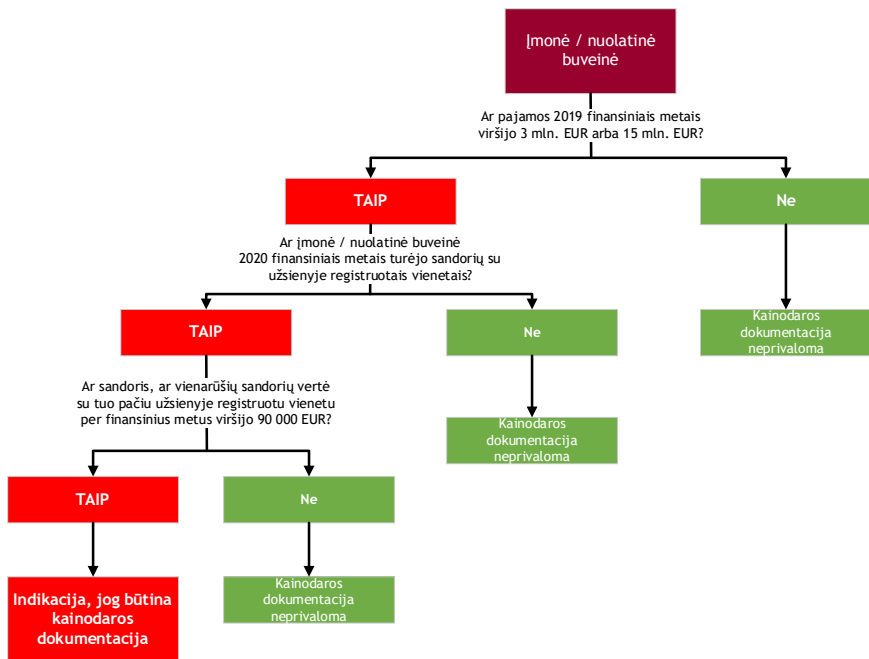 Įmonė / nuolatinė
buveinė
Ar pajamos 2019 finansiniais metais
viršijo 3 mln. EUR arba 15 mln. EUR?
TAIP
Ne
Ar įmonė / nuolatinė buveinė
2020 finansiniais metais turėjo sandorių su
užsienyje registruotais vienetais?
Kainodaros
dokumentacija
neprivaloma
TAIP
Ne
Ar sandoris, ar vienarūšių sandorių vertė
su tuo pačiu užsienyje registruotu vienetu
per finansinius metus viršijo 90 000 EUR?
Kainodaros
dokumentacija
neprivaloma
TAIP
Ne
Indikacija, jog būtina
kainodaros
dokumentacija
Kainodaros
dokumentacija
neprivaloma